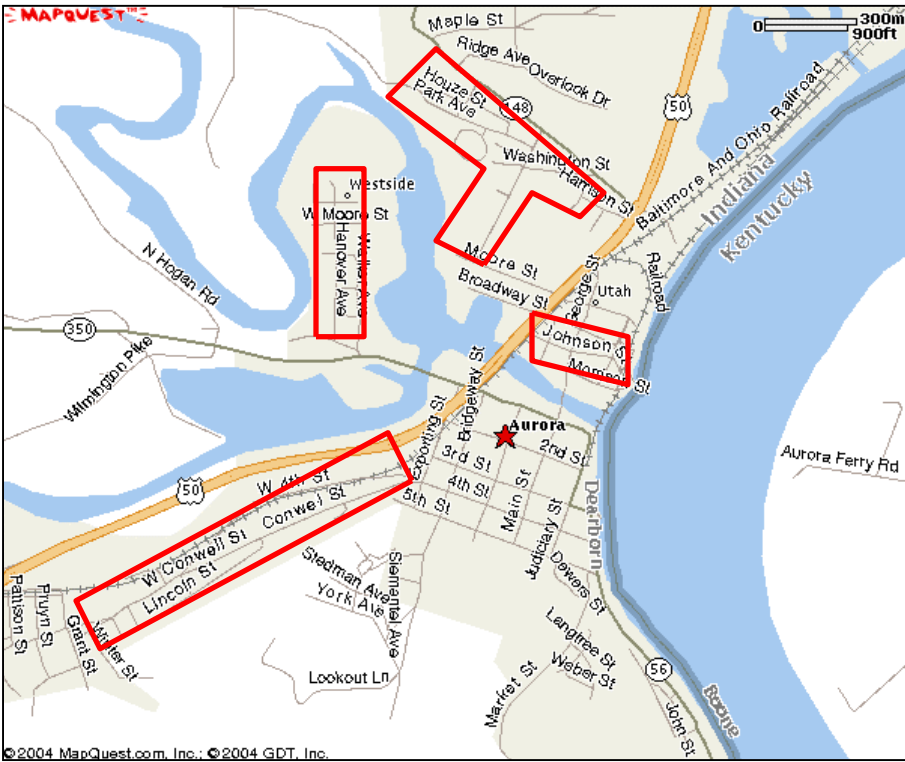 MAPQUEST
Maple St
0 300m
900ft
Ridge Ave
Overlook Dr
Houze St
Park Ave
148
50
Baltimore And Ohio Railroad
Washington St
Harrison St
Indiana
Kentucky
Westside
W Moore St
Hanover Ave
Walker Ave
N Hogan Rd
Moore St
Broadway St
George St
Utah
Railroad
St
350
Johnson
Morrison St
Wilmington Pike
Exporting St
Bridgeway St
Aurora
2nd St
3rd St
4th St
5th St
Main St
Judiciary St
Dearborn
Aurora Ferry Rd
50
W 4th St
Conwell St
W Conwell St
Lincoln St
Pattison St
Pruyn St
Grant St
Winter St
Stedman Ave
York Ave
Siemantel Ave
Lookout Ln
Dewers St
Langtree St
Weber St
Market St
56
John St
Boone
©2004 MapQuest.com, Inc.; ©2004 GDT, Inc.